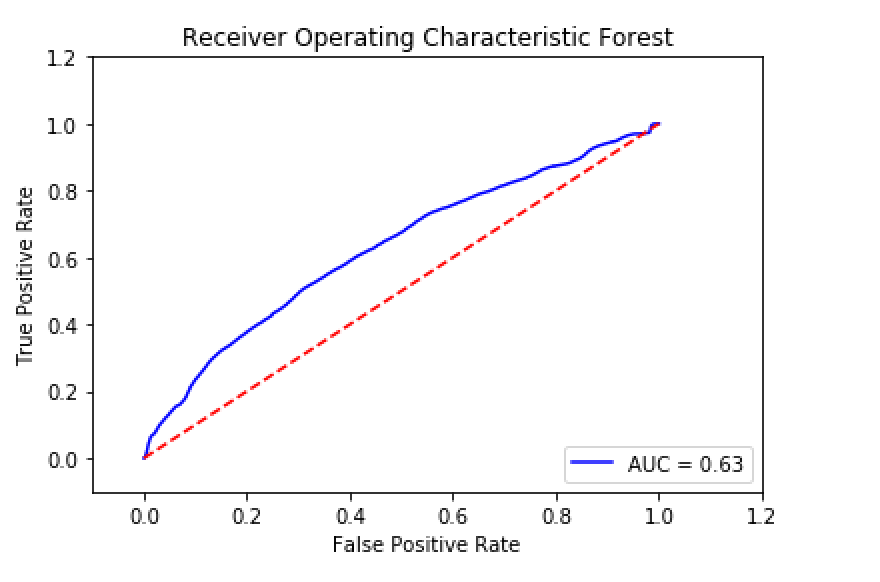 Receiver Operating Characteristic Forest
1.2
1.0
0.8
0.6
0.4
0.2
0.0
True Positive Rate
AUC = 0.63
0.0 0.2 0.4 0.6 0.8 1.0 1.2
False Positive Rate